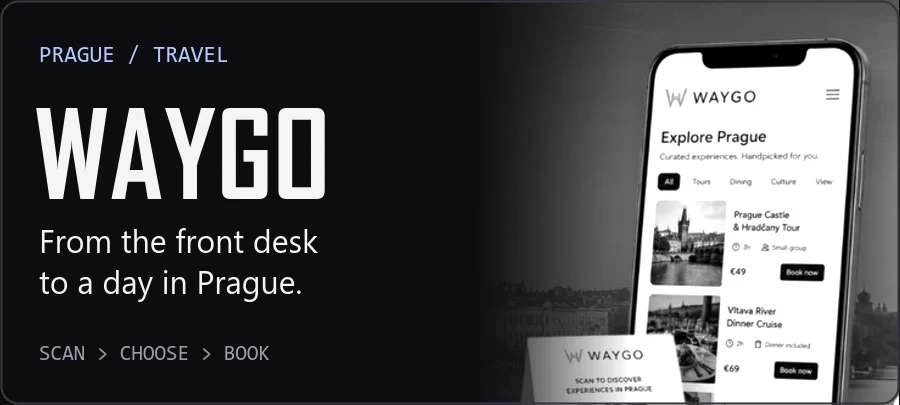 PRAGUE / TRAVEL
WAYGO
From the front desk
to a day in Prague.
SCAN > CHOOSE > BOOK
WAYGO
Explore Prague
Curated experiences. Handpicked for you.
All Tours Dining Culture View
Prague Castle
& Hradčany Tour
3h Small group
€49 Book now
Vltava River
Dinner Cruise
2h Dinner included
€69 Book now
WAYGO
SCAN TO DISCOVER
EXPERIENCES IN PRAGUE